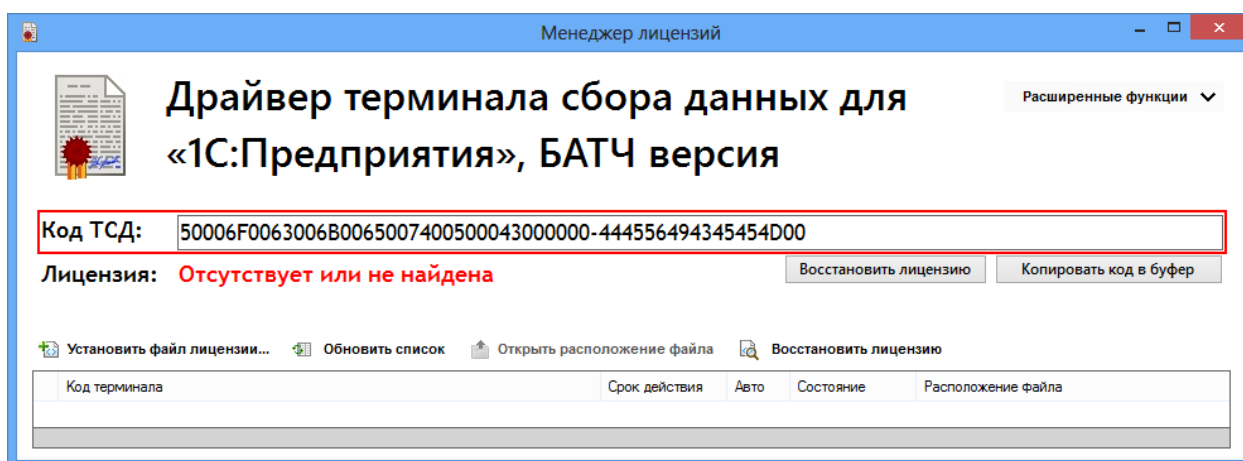 Менеджер лицензий
Драйвер терминала сбора данных для
«1С:Предприятия», БАТЧ версия
Расширенные функции
Код ТСД: 50006F0063006B0065007400500043000000-444556494345454D00
Лицензия: Отсутствует или не найдена
Восстановить лицензию Копировать код в буфер
Установить файл лицензии... Обновить список Открыть расположение файла Восстановить лицензию
Код терминала Срок действия Авто Состояние Расположение файла